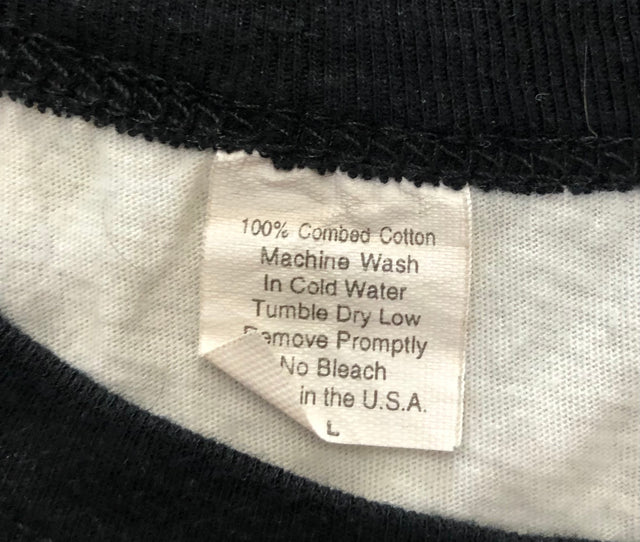 100% Combed Cotton
Machine Wash
In Cold Water
Tumble Dry Low
Remove Promptly
No Bleach
in the U.S.A.
L